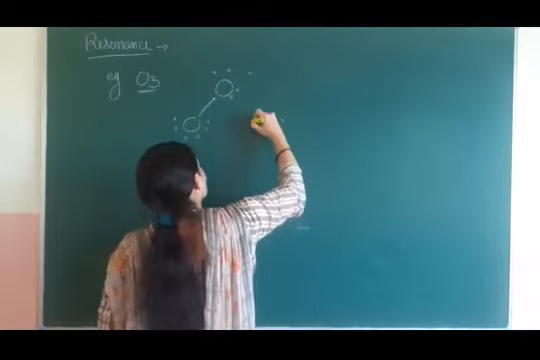 Resonance →
eg O3
O
O